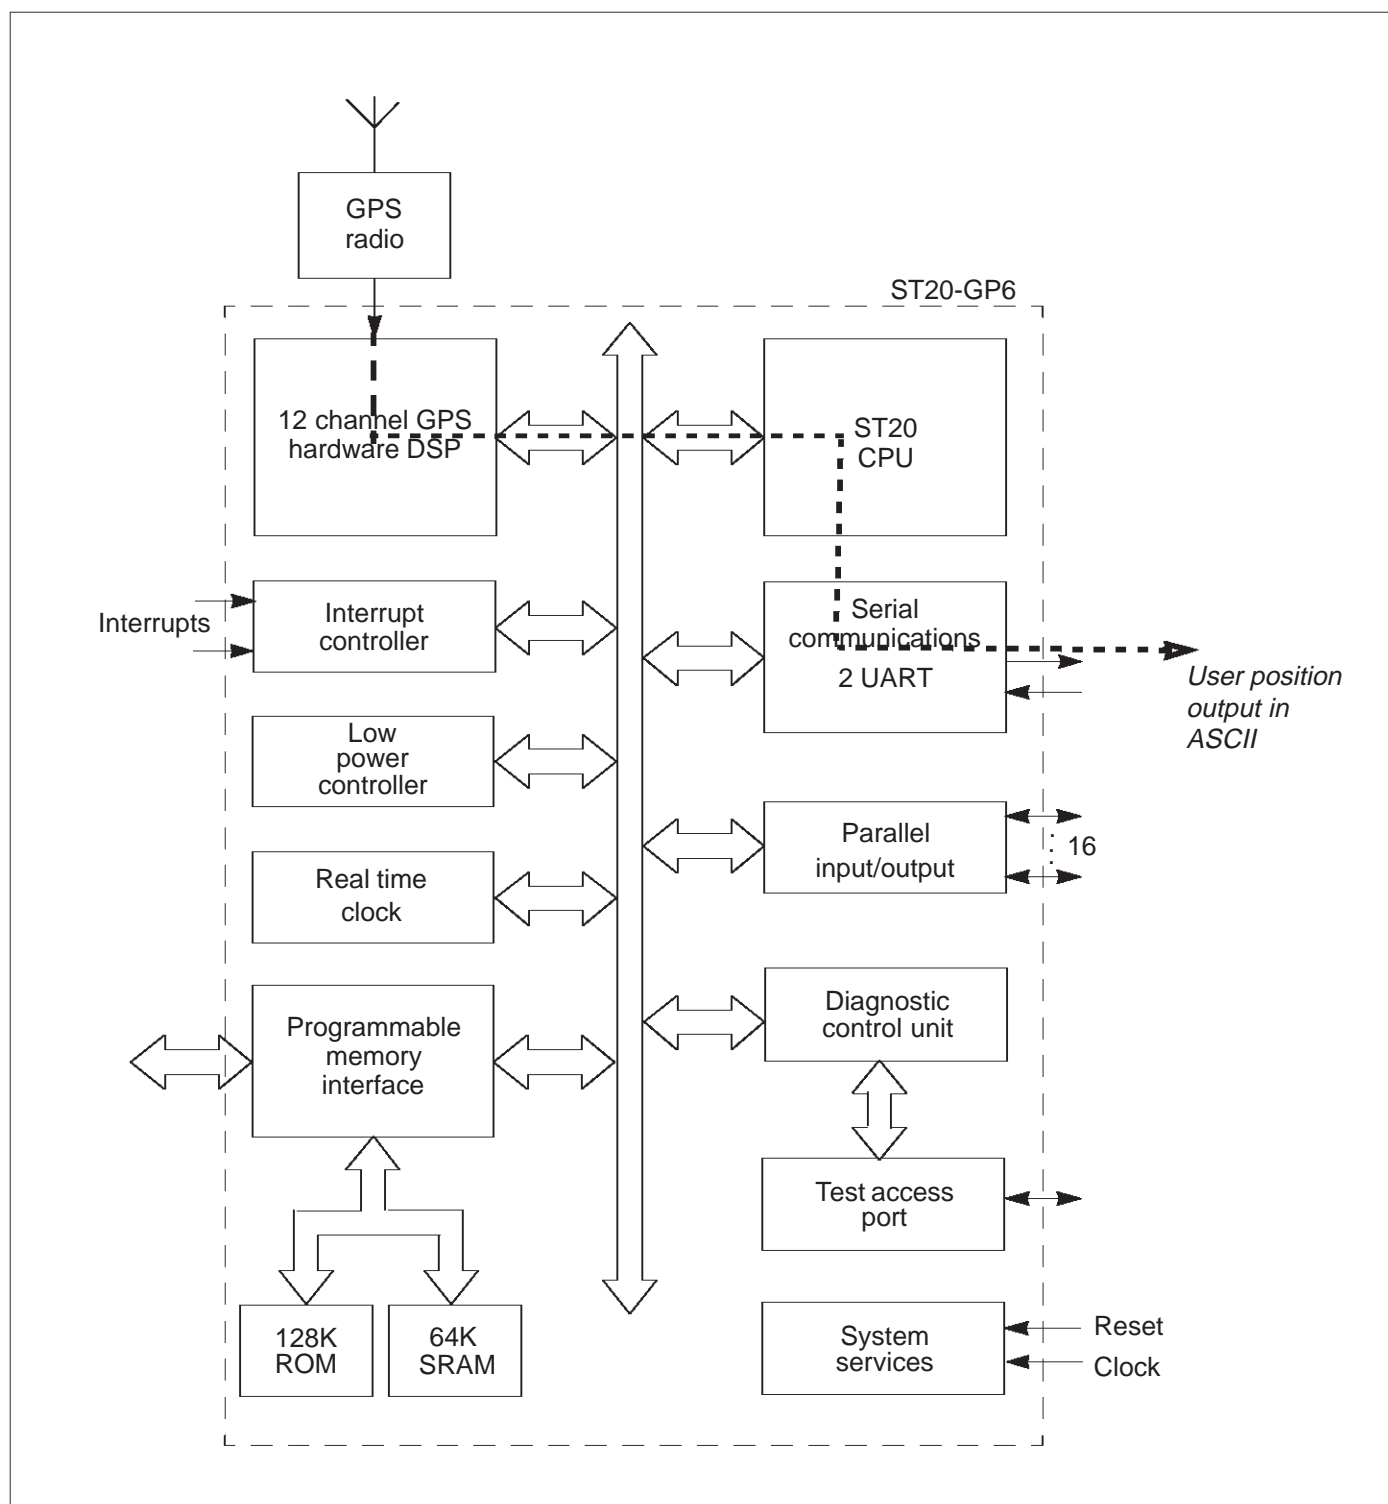 GPS
radio
ST20-GP6
12 channel GPS
hardware DSP
ST20
CPU
Interrupts
Interrupt
controller
Serial
communications
2 UART
User position
output in
ASCII
Low
power
controller
Parallel
input/output
16
Real time
clock
Diagnostic
control unit
Programmable
memory
interface
Test access
port
128K
ROM
64K
SRAM
System
services
Reset
Clock